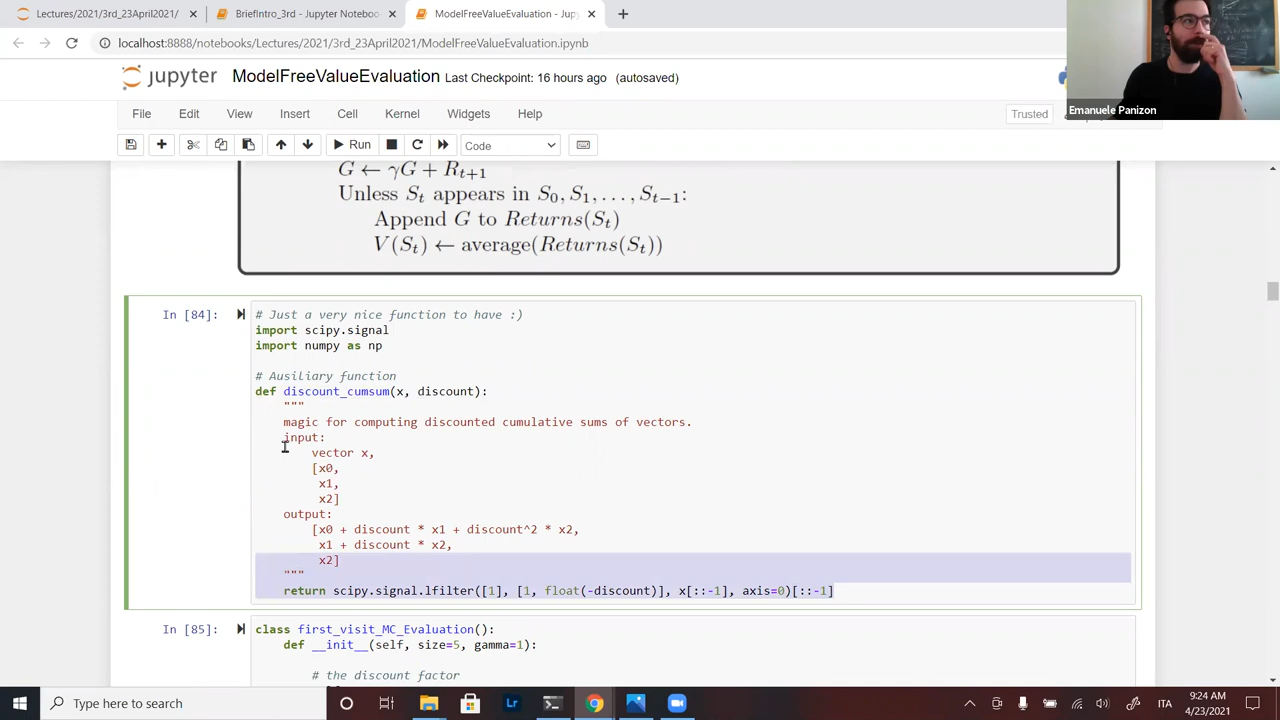 Lectures/2021/3rd_23April2021/
BriefIntro_3rd - Jupyter Noteboo
ModelFreeValueEvaluation - Jup
localhost:8888/notebooks/Lectures/2021/3rd_23April2021/ModelFreeValueEvaluation.ipynb
Emanuele Panizon
jupyter ModelFreeValueEvaluation Last Checkpoint: 16 hours ago (autosaved)
File Edit View Insert Cell Kernel Widgets Help
Trusted
Run Code
G ← γG + R_{t+1}
Unless S_t appears in S_0, S_1, . . . , S_{t−1}:
Append G to Returns(S_t)
V(S_t) ← average(Returns(S_t))
In [84]:
# Just a very nice function to have :)
import scipy.signal
import numpy as np
# Ausiliary function
def discount_cumsum(x, discount):
"""
magic for computing discounted cumulative sums of vectors.
input:
vector x,
[x0,
x1,
x2]
output:
[x0 + discount * x1 + discount^2 * x2,
x1 + discount * x2,
x2]
"""
return scipy.signal.lfilter([1], [1, float(-discount)], x[::-1], axis=0)[::-1]
In [85]:
class first_visit_MC_Evaluation():
def __init__(self, size=5, gamma=1):
# the discount factor
Type here to search
ITA
9:24 AM
4/23/2021